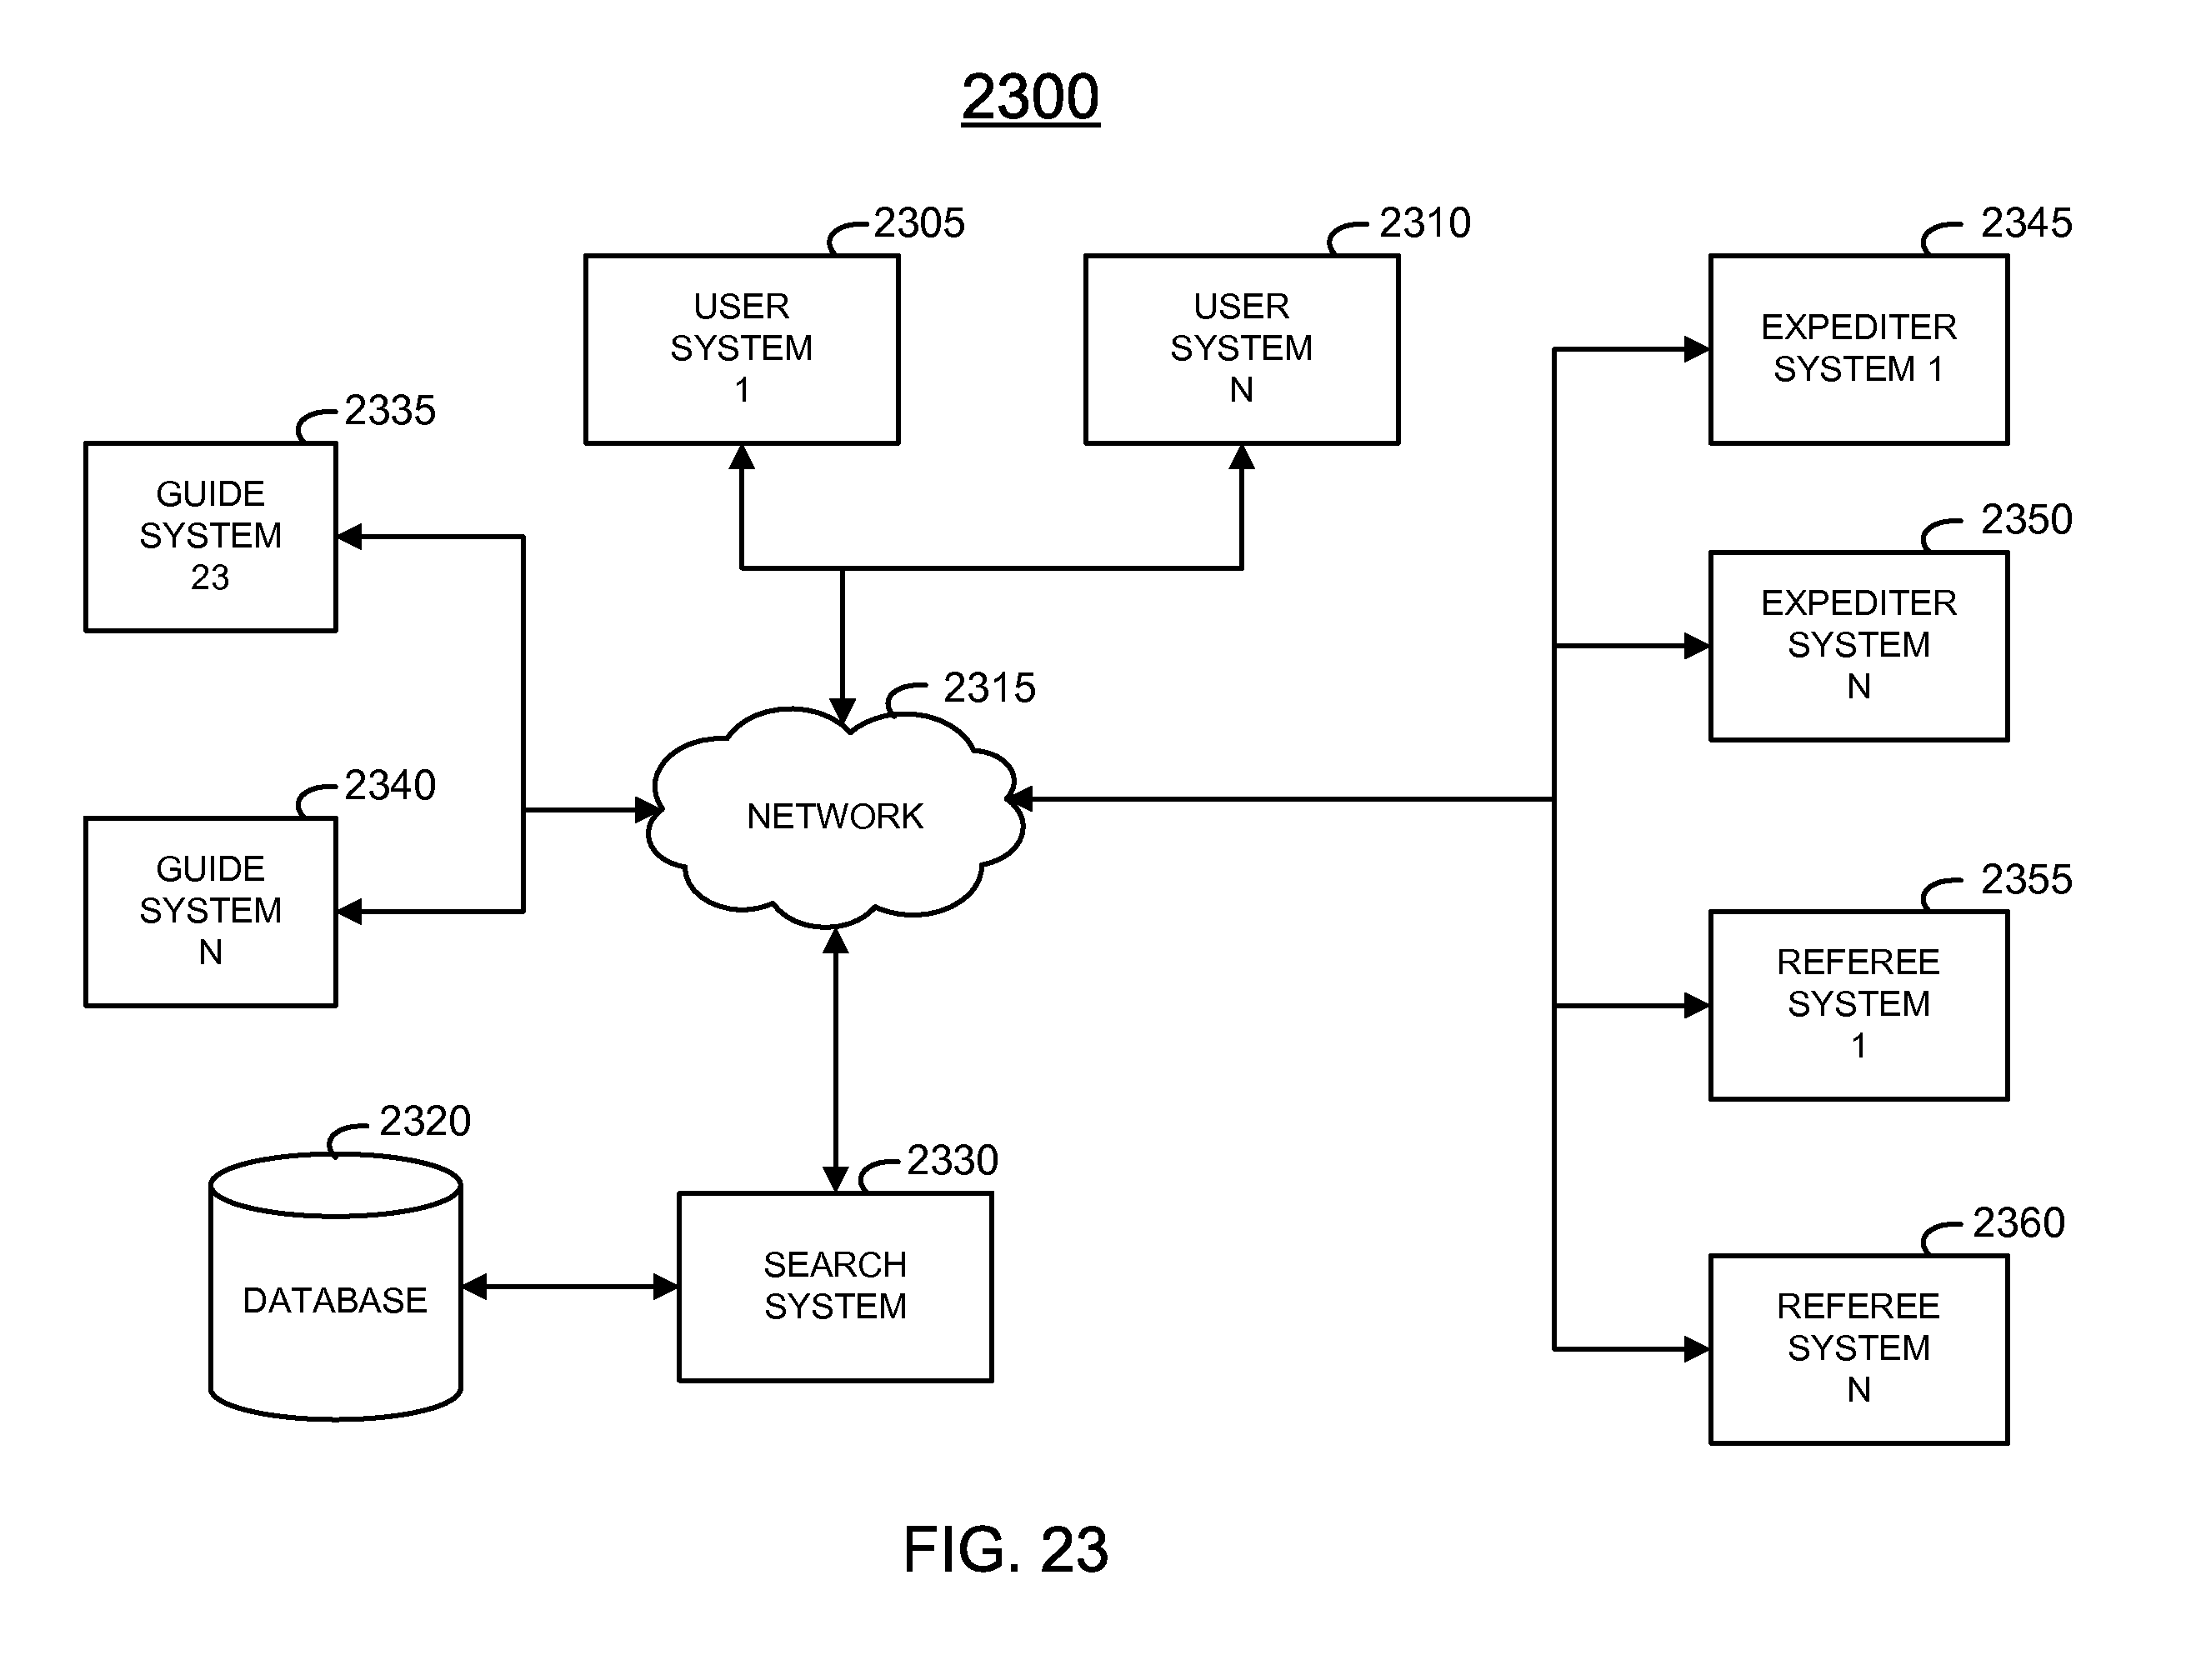 2300
2305
USER
SYSTEM
1
2310
USER
SYSTEM
N
2345
EXPEDITER
SYSTEM 1
2335
GUIDE
SYSTEM
23
2350
EXPEDITER
SYSTEM
N
2315
NETWORK
2340
GUIDE
SYSTEM
N
2355
REFEREE
SYSTEM
1
2320
DATABASE
2330
SEARCH
SYSTEM
2360
REFEREE
SYSTEM
N
FIG. 23